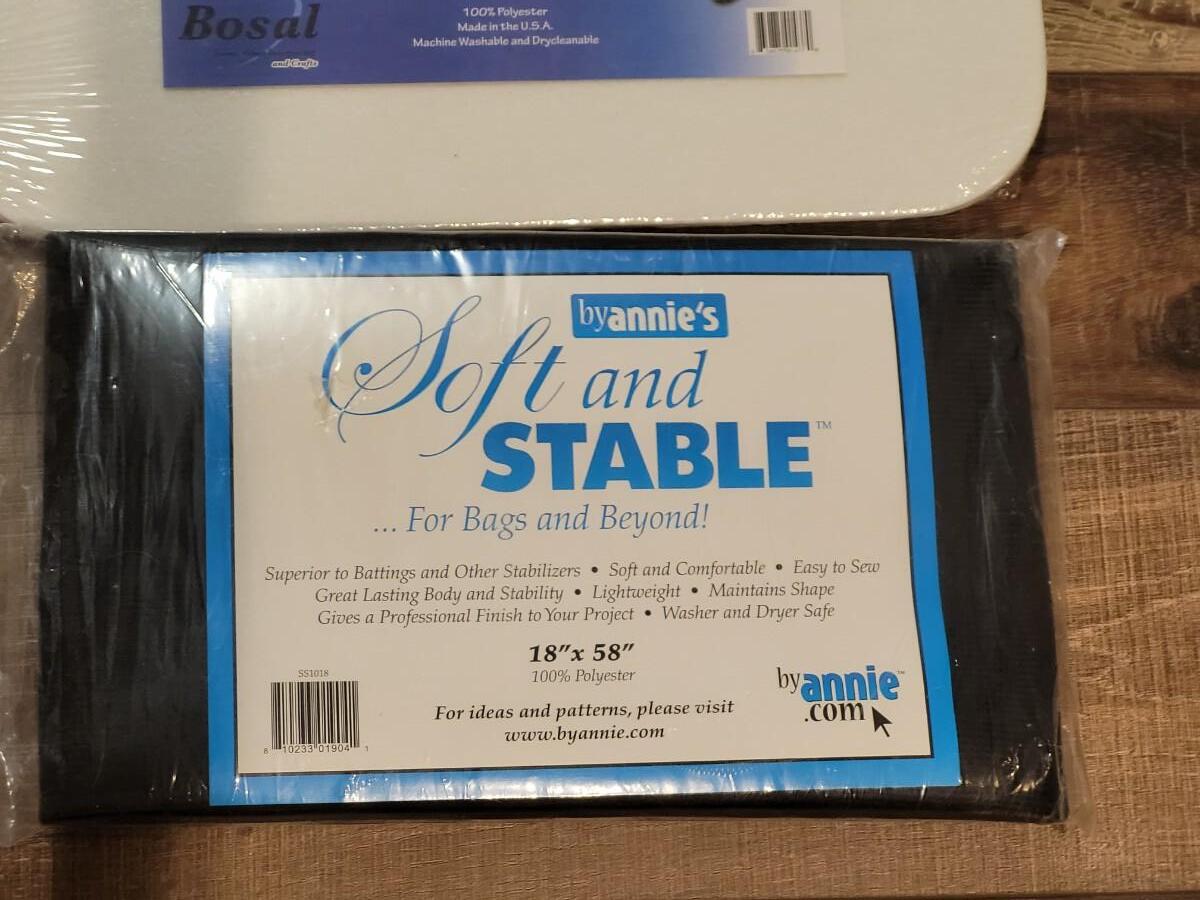 Bosal
and Crafts
100% Polyester
Made in the U.S.A.
Machine Washable and Drycleanable
byannie's
Soft and
STABLE™
... For Bags and Beyond!
Superior to Battings and Other Stabilizers • Soft and Comfortable • Easy to Sew
Great Lasting Body and Stability • Lightweight • Maintains Shape
Gives a Professional Finish to Your Project • Washer and Dryer Safe
18"x 58"
100% Polyester
SS1018
8 10233 01904 1
For ideas and patterns, please visit
www.byannie.com
byannie™
.com